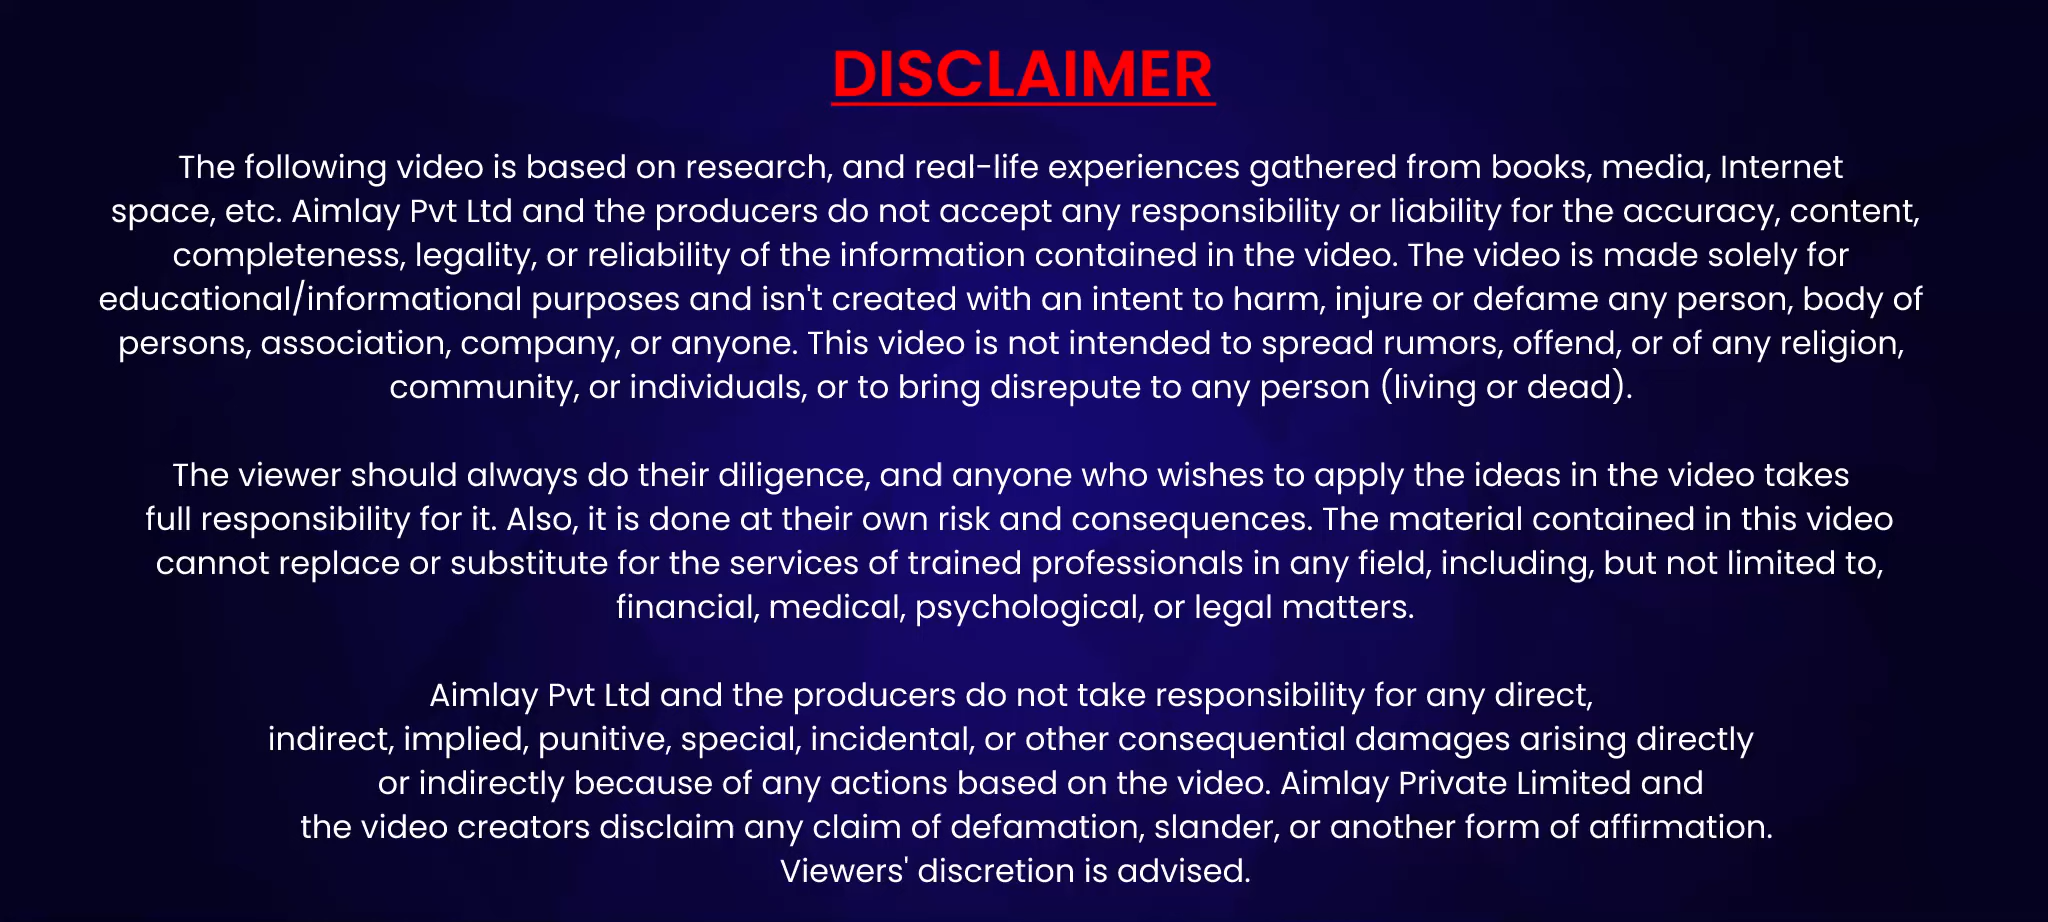 DISCLAIMER
The following video is based on research, and real-life experiences gathered from books, media, Internet
space, etc. Aimlay Pvt Ltd and the producers do not accept any responsibility or liability for the accuracy, content,
completeness, legality, or reliability of the information contained in the video. The video is made solely for
educational/informational purposes and isn't created with an intent to harm, injure or defame any person, body of
persons, association, company, or anyone. This video is not intended to spread rumors, offend, or of any religion,
community, or individuals, or to bring disrepute to any person (living or dead).
The viewer should always do their diligence, and anyone who wishes to apply the ideas in the video takes
full responsibility for it. Also, it is done at their own risk and consequences. The material contained in this video
cannot replace or substitute for the services of trained professionals in any field, including, but not limited to,
financial, medical, psychological, or legal matters.
Aimlay Pvt Ltd and the producers do not take responsibility for any direct,
indirect, implied, punitive, special, incidental, or other consequential damages arising directly
or indirectly because of any actions based on the video. Aimlay Private Limited and
the video creators disclaim any claim of defamation, slander, or another form of affirmation.
Viewers' discretion is advised.